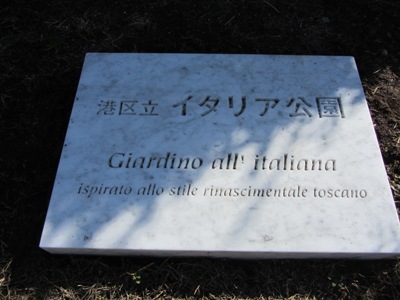 港区立 イタリア公園
Giardino all' italiana
ispirato allo stile rinascimentale toscano